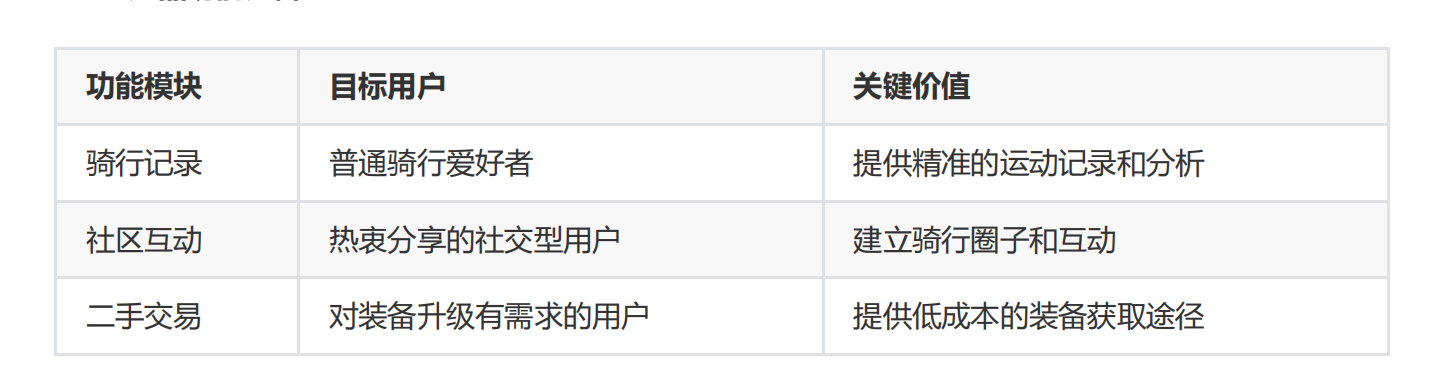 功能模块 目标用户 关键价值
骑行记录 普通骑行爱好者 提供精准的运动记录和分析
社区互动 热衷分享的社交型用户 建立骑行圈子和互动
二手交易 对装备升级有需求的用户 提供低成本的装备获取途径